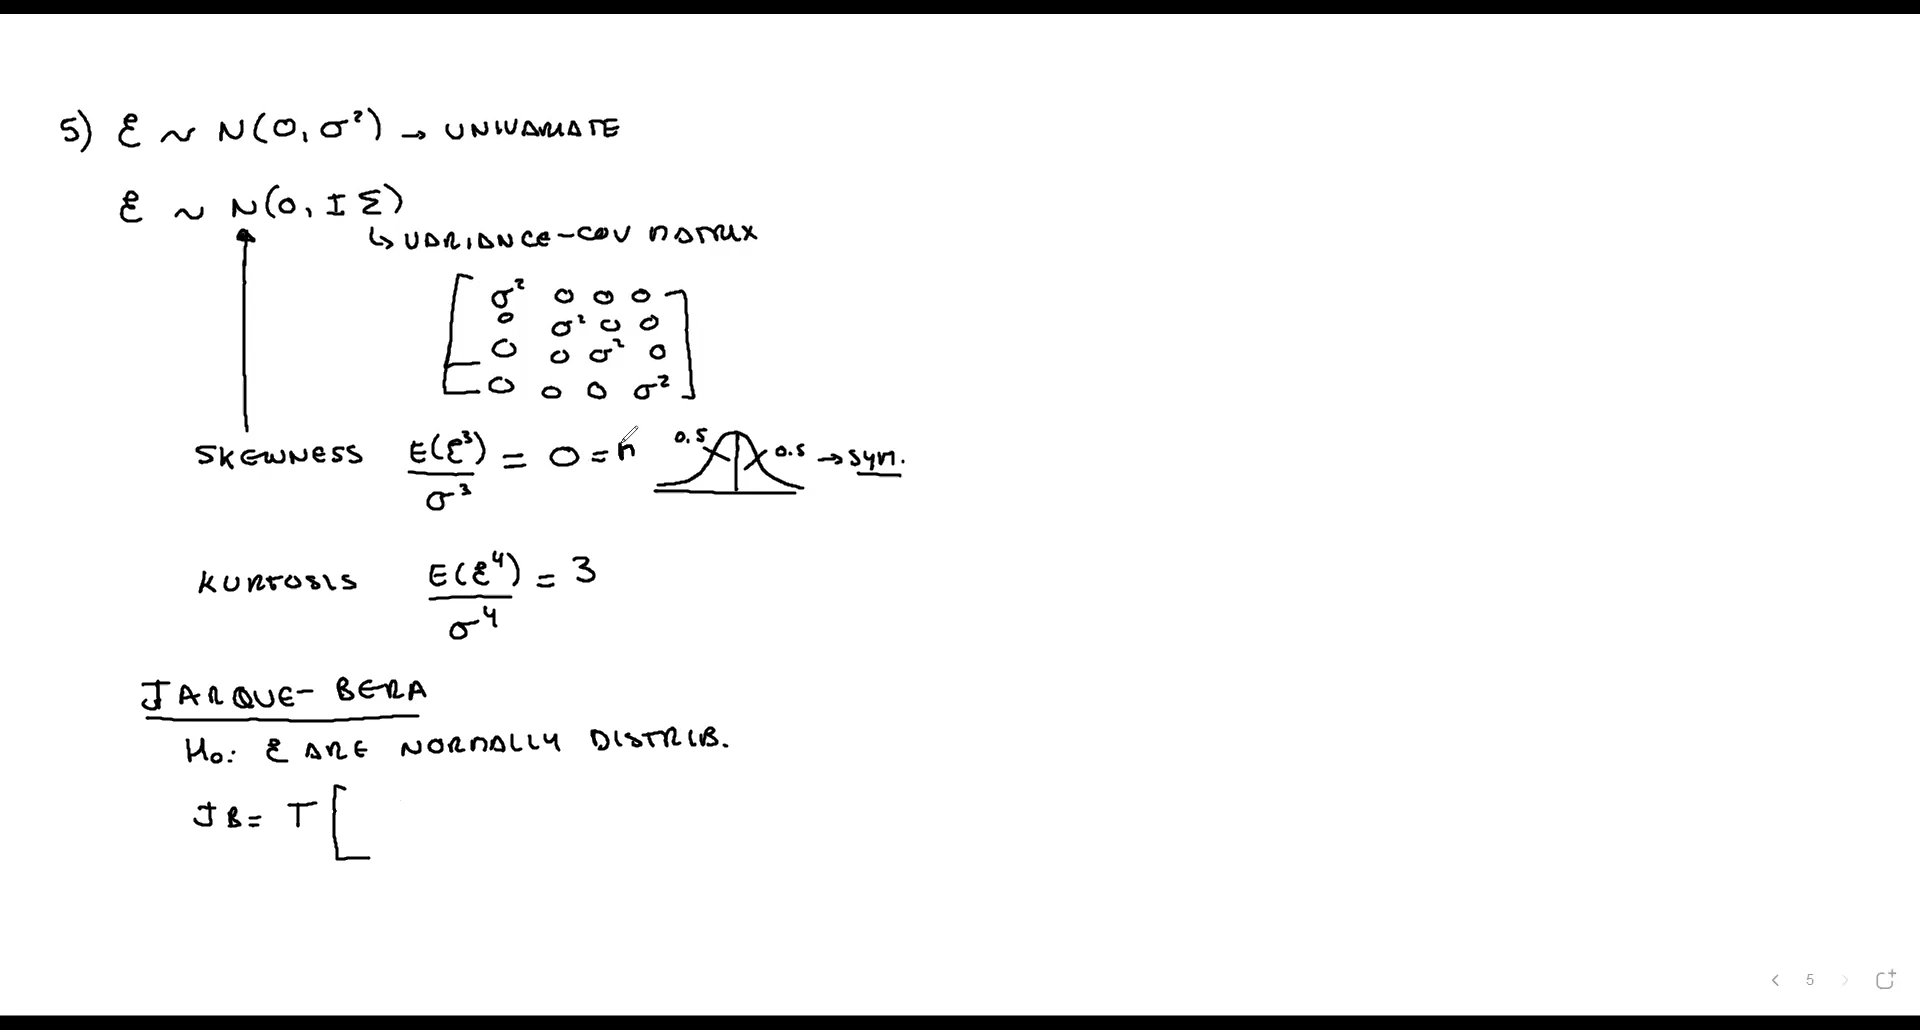 5) ε ~ N(0, σ²) → UNIVARIATE
ε ~ N(0, I Σ)
↳ VARIANCE-COV MATRIX
σ² 0 0 0
0 σ² 0 0
0 0 σ² 0
0 0 0 σ²
SKEWNESS E(ε³)/σ³ = 0 = 0.5 0.5 → SYM.
KURTOSIS E(ε⁴)/σ⁴ = 3
JARQUE-BERA
H₀: ε ARE NORMALLY DISTRIB.
JB = T [
5